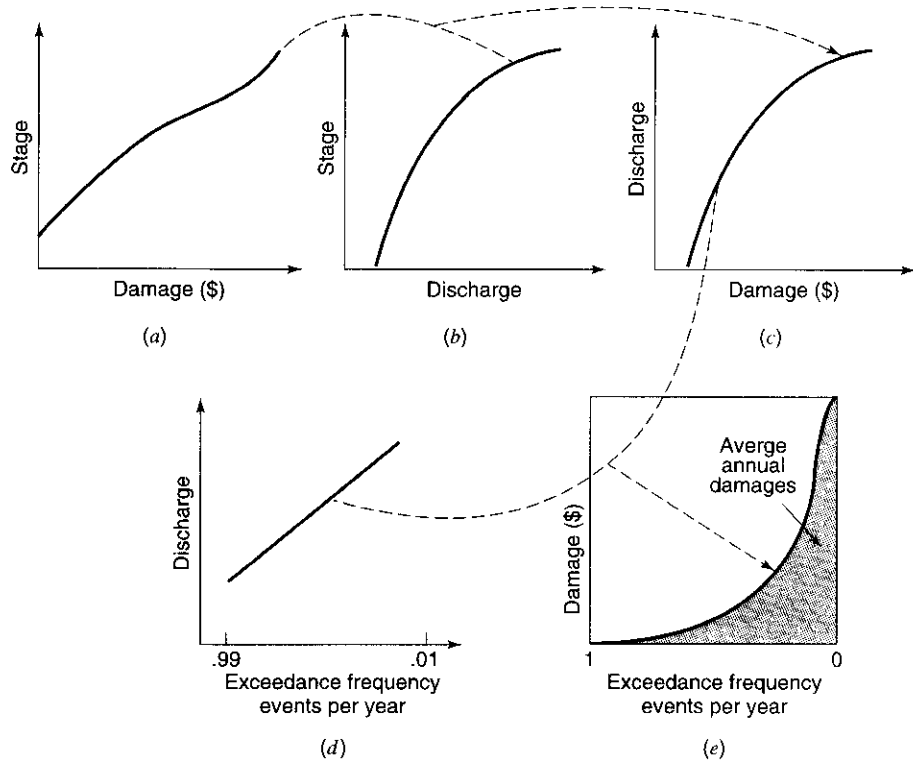 Stage
Damage ($)
(a)
Stage
Discharge
(b)
Discharge
Damage ($)
(c)
Discharge
.99
.01
Exceedance frequency
events per year
(d)
Averge
annual
damages
Damage ($)
1
0
Exceedance frequency
events per year
(e)